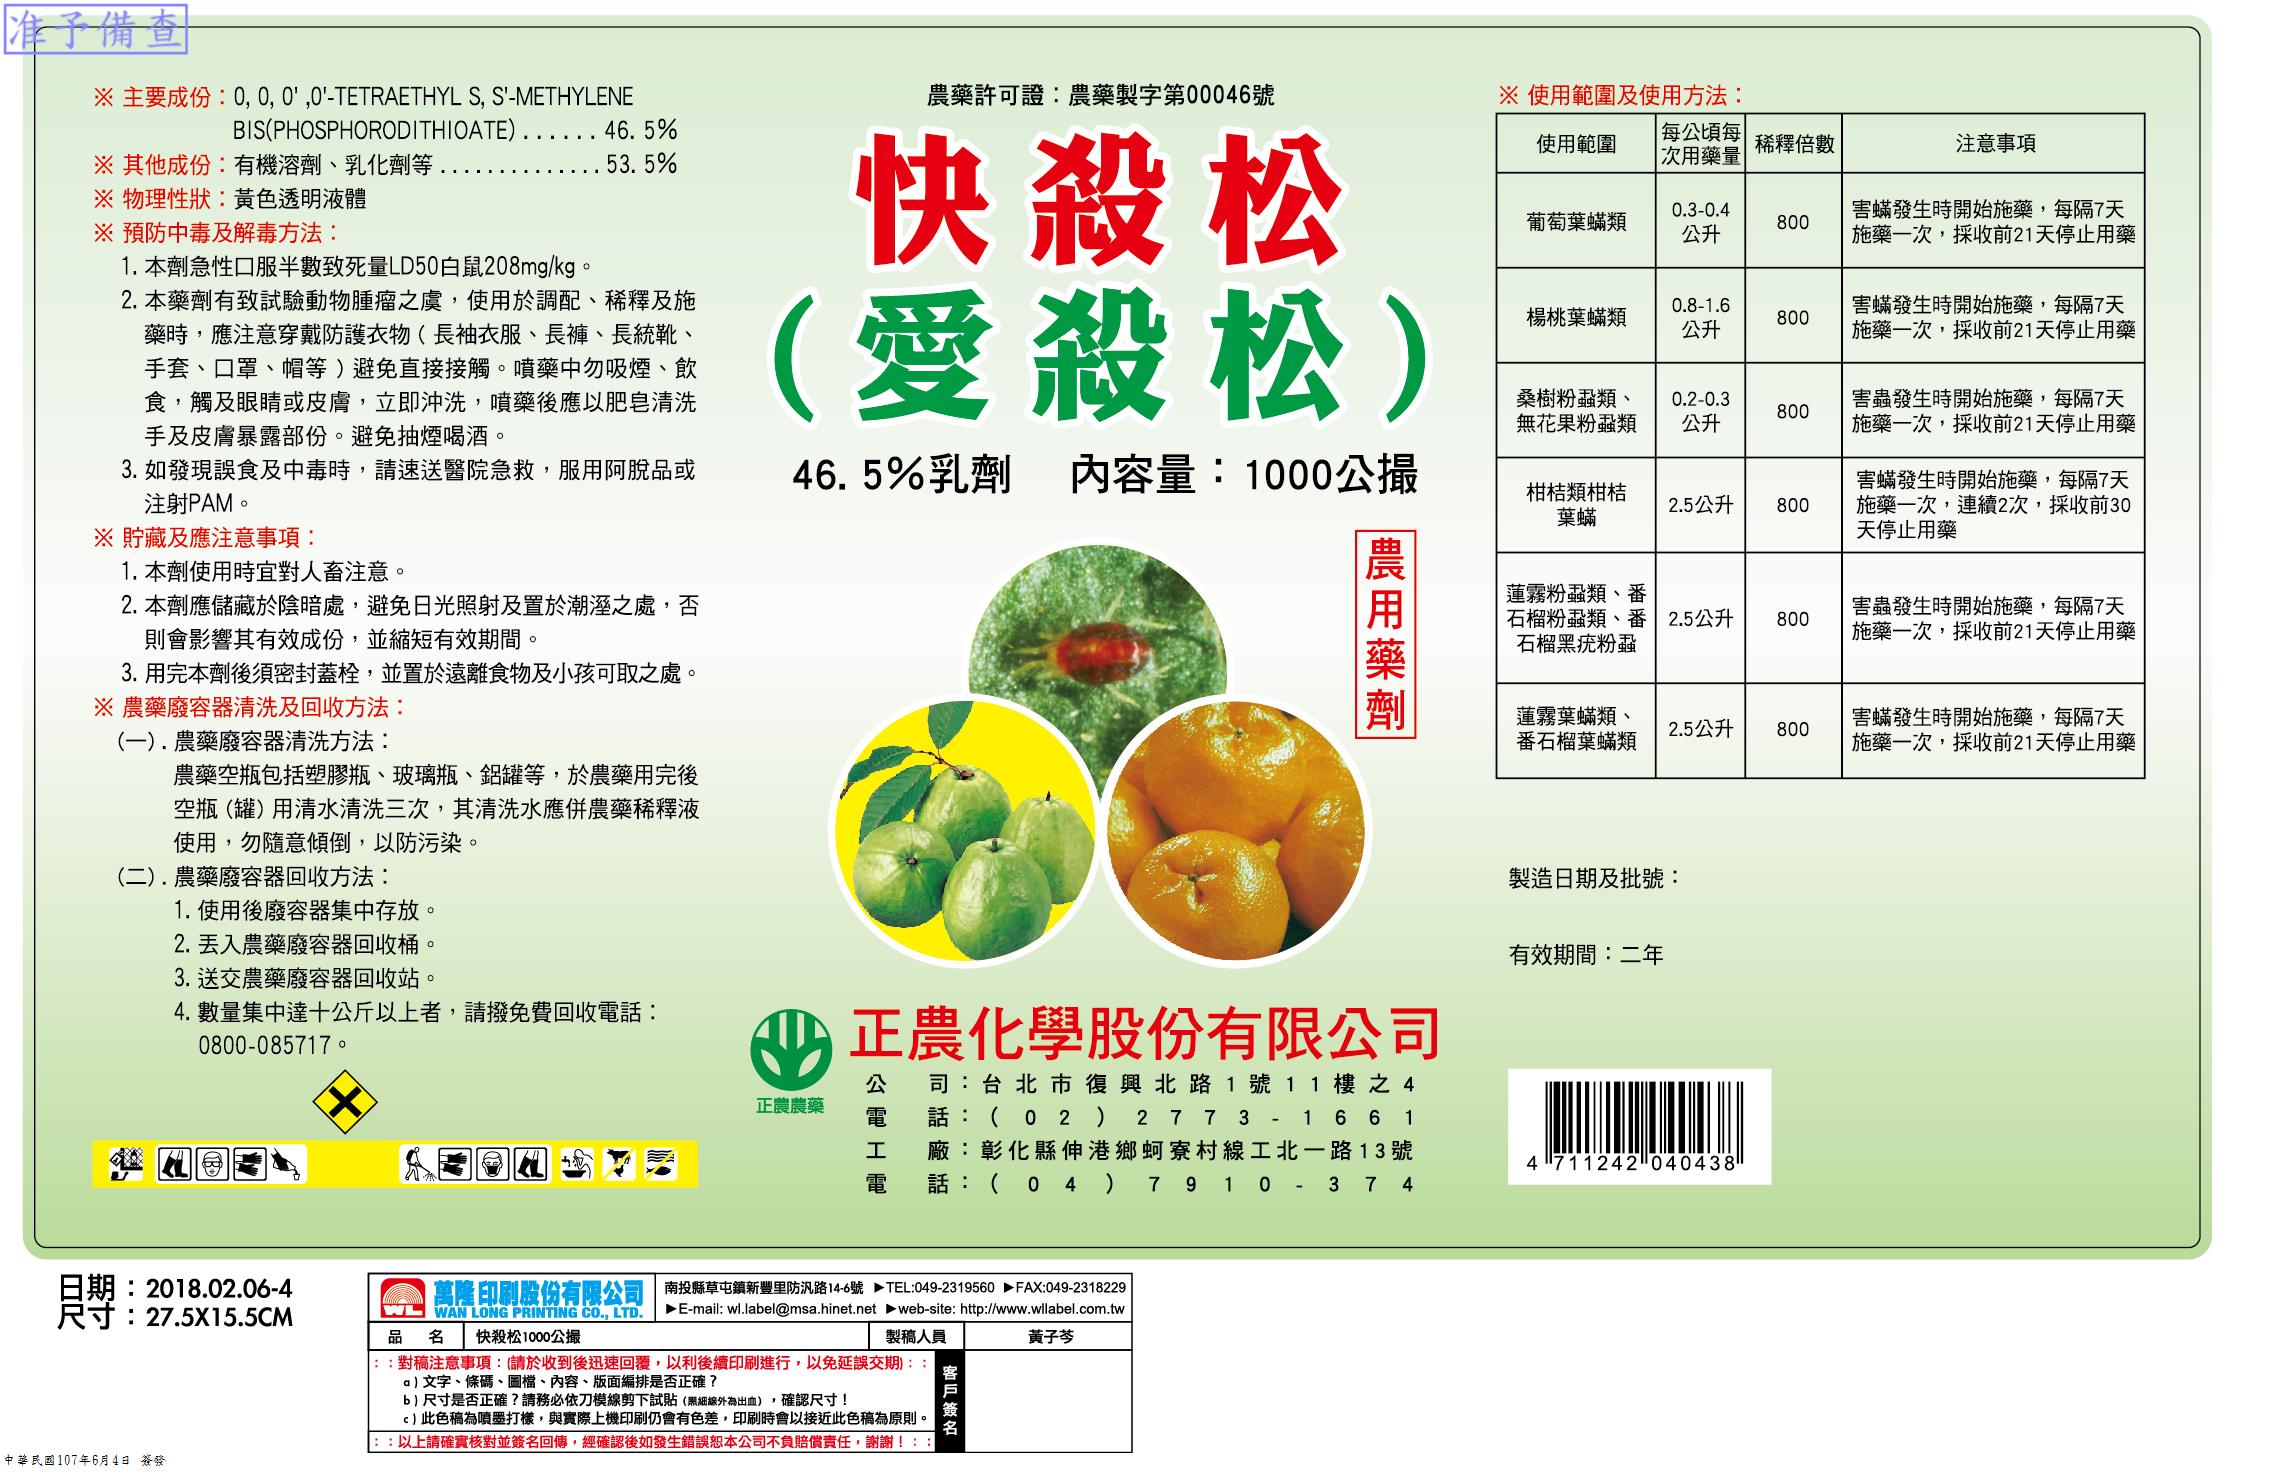 准予備查
※ 主要成份：O, O, O' ,O'-TETRAETHYL S, S'-METHYLENE
BIS(PHOSPHORODITHIOATE) ...... 46. 5%
※ 其他成份：有機溶劑、乳化劑等 .............. 53. 5%
※ 物理性狀：黃色透明液體
※ 預防中毒及解毒方法：
1. 本劑急性口服半數致死量LD50白鼠208mg/kg。
2. 本藥劑有致試驗動物腫瘤之虞，使用於調配、稀釋及施
藥時，應注意穿戴防護衣物（長袖衣服、長褲、長統靴、
手套、口罩、帽等）避免直接接觸。噴藥中勿吸煙、飲
食，觸及眼睛或皮膚，立即沖洗，噴藥後應以肥皂清洗
手及皮膚暴露部份。避免抽煙喝酒。
3. 如發現誤食及中毒時，請速送醫院急救，服用阿脫品或
注射PAM。
※ 貯藏及應注意事項：
1. 本劑使用時宜對人畜注意。
2. 本劑應儲藏於陰暗處，避免日光照射及置於潮溼之處，否
則會影響其有效成份，並縮短有效期間。
3. 用完本劑後須密封蓋栓，並置於遠離食物及小孩可取之處。
※ 農藥廢容器清洗及回收方法：
(一) . 農藥廢容器清洗方法：
農藥空瓶包括塑膠瓶、玻璃瓶、鋁罐等，於農藥用完後
空瓶(罐)用清水清洗三次，其清洗水應併農藥稀釋液
使用，勿隨意傾倒，以防污染。
(二) . 農藥廢容器回收方法：
1. 使用後廢容器集中存放。
2. 丟入農藥廢容器回收桶。
3. 送交農藥廢容器回收站。
4. 數量集中達十公斤以上者，請撥免費回收電話：
0800-085717。
農藥許可證：農藥製字第00046號
快殺松
（愛殺松）
46. 5%乳劑 內容量：1000公撮
農用藥劑
正農農藥
正農化學股份有限公司
公 司：台北市復興北路1號11樓之4
電 話：(02)2773-1661
工 廠：彰化縣伸港鄉蚵寮村線工北一路13號
電 話：(04)7910-374
※ 使用範圍及使用方法：
使用範圍 每公頃每次用藥量 稀釋倍數 注意事項
葡萄葉蟎類 0.3-0.4公升 800 害蟎發生時開始施藥，每隔7天
施藥一次，採收前21天停止用藥
楊桃葉蟎類 0.8-1.6公升 800 害蟎發生時開始施藥，每隔7天
施藥一次，採收前21天停止用藥
桑樹粉蝨類、
無花果粉蝨類 0.2-0.3公升 800 害蟲發生時開始施藥，每隔7天
施藥一次，採收前21天停止用藥
柑桔類柑桔
葉蟎 2.5公升 800 害蟎發生時開始施藥，每隔7天
施藥一次，連續2次，採收前30
天停止用藥
蓮霧粉蝨類、番
石榴粉蝨類、番
石榴黑疣粉蝨 2.5公升 800 害蟲發生時開始施藥，每隔7天
施藥一次，採收前21天停止用藥
蓮霧葉蟎類、
番石榴葉蟎類 2.5公升 800 害蟎發生時開始施藥，每隔7天
施藥一次，採收前21天停止用藥
製造日期及批號：
有效期間：二年
4 711242 040438
日期：2018.02.06-4
尺寸：27.5X15.5CM
WL
萬隆印刷股份有限公司
WAN LONG PRINTING CO., LTD.
南投縣草屯鎮新豐里防汛路14-6號 ▶TEL:049-2319560 ▶FAX:049-2318229
▶E-mail: wl.label@msa.hinet.net ▶web-site: http://www.wllabel.com.tw
品 名 快殺松1000公撮 製稿人員 黃子芩
：：對稿注意事項：(請於收到後迅速回覆，以利後續印刷進行，以免延誤交期)：：
a）文字、條碼、圖檔、內容、版面編排是否正確？
b）尺寸是否正確？請務必依刀模線剪下試貼（黑細線外為出血），確認尺寸！
c）此色稿為噴墨打樣，與實際上機印刷仍會有色差，印刷時會以接近此色稿為原則。
：：以上請確實核對並簽名回傳，經確認後如發生錯誤恕本公司不負賠償責任，謝謝！：：
客戶簽名
中華民國107年6月4日 簽發